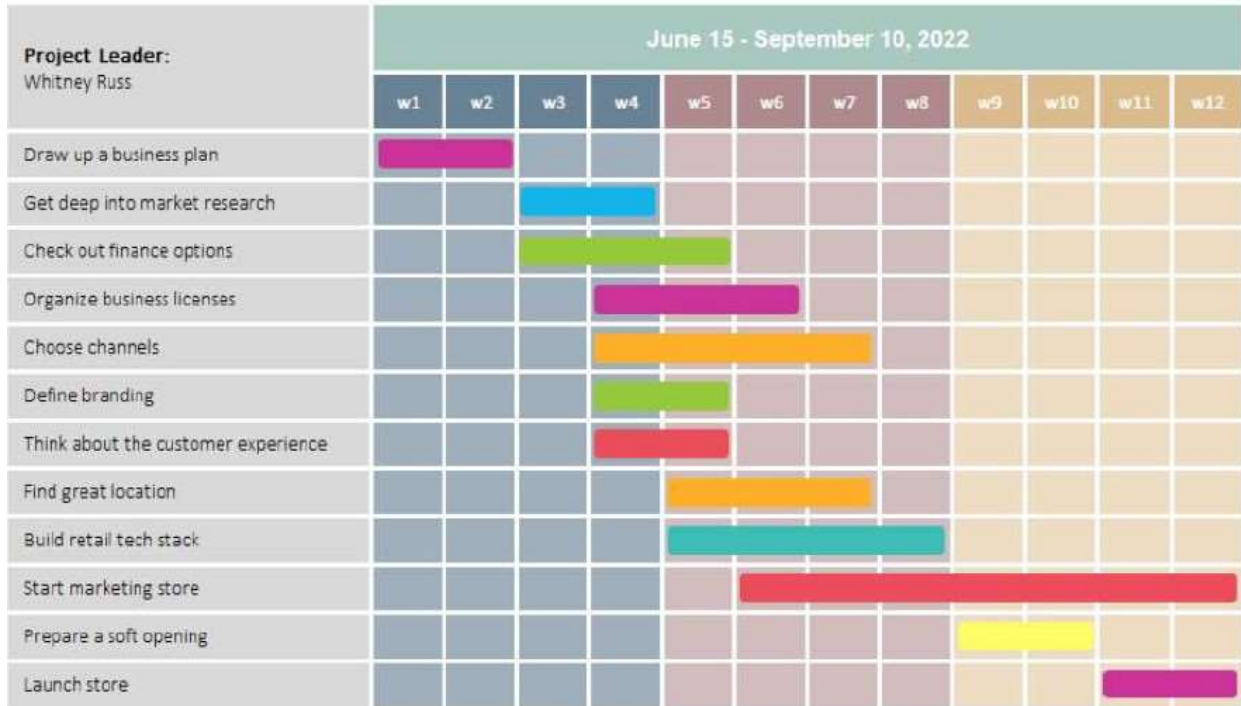 Project Leader:
Whitney Russ
June 15 - September 10, 2022
w1 w2 w3 w4 w5 w6 w7 w8 w9 w10 w11 w12
Draw up a business plan
Get deep into market research
Check out finance options
Organize business licenses
Choose channels
Define branding
Think about the customer experience
Find great location
Build retail tech stack
Start marketing store
Prepare a soft opening
Launch store